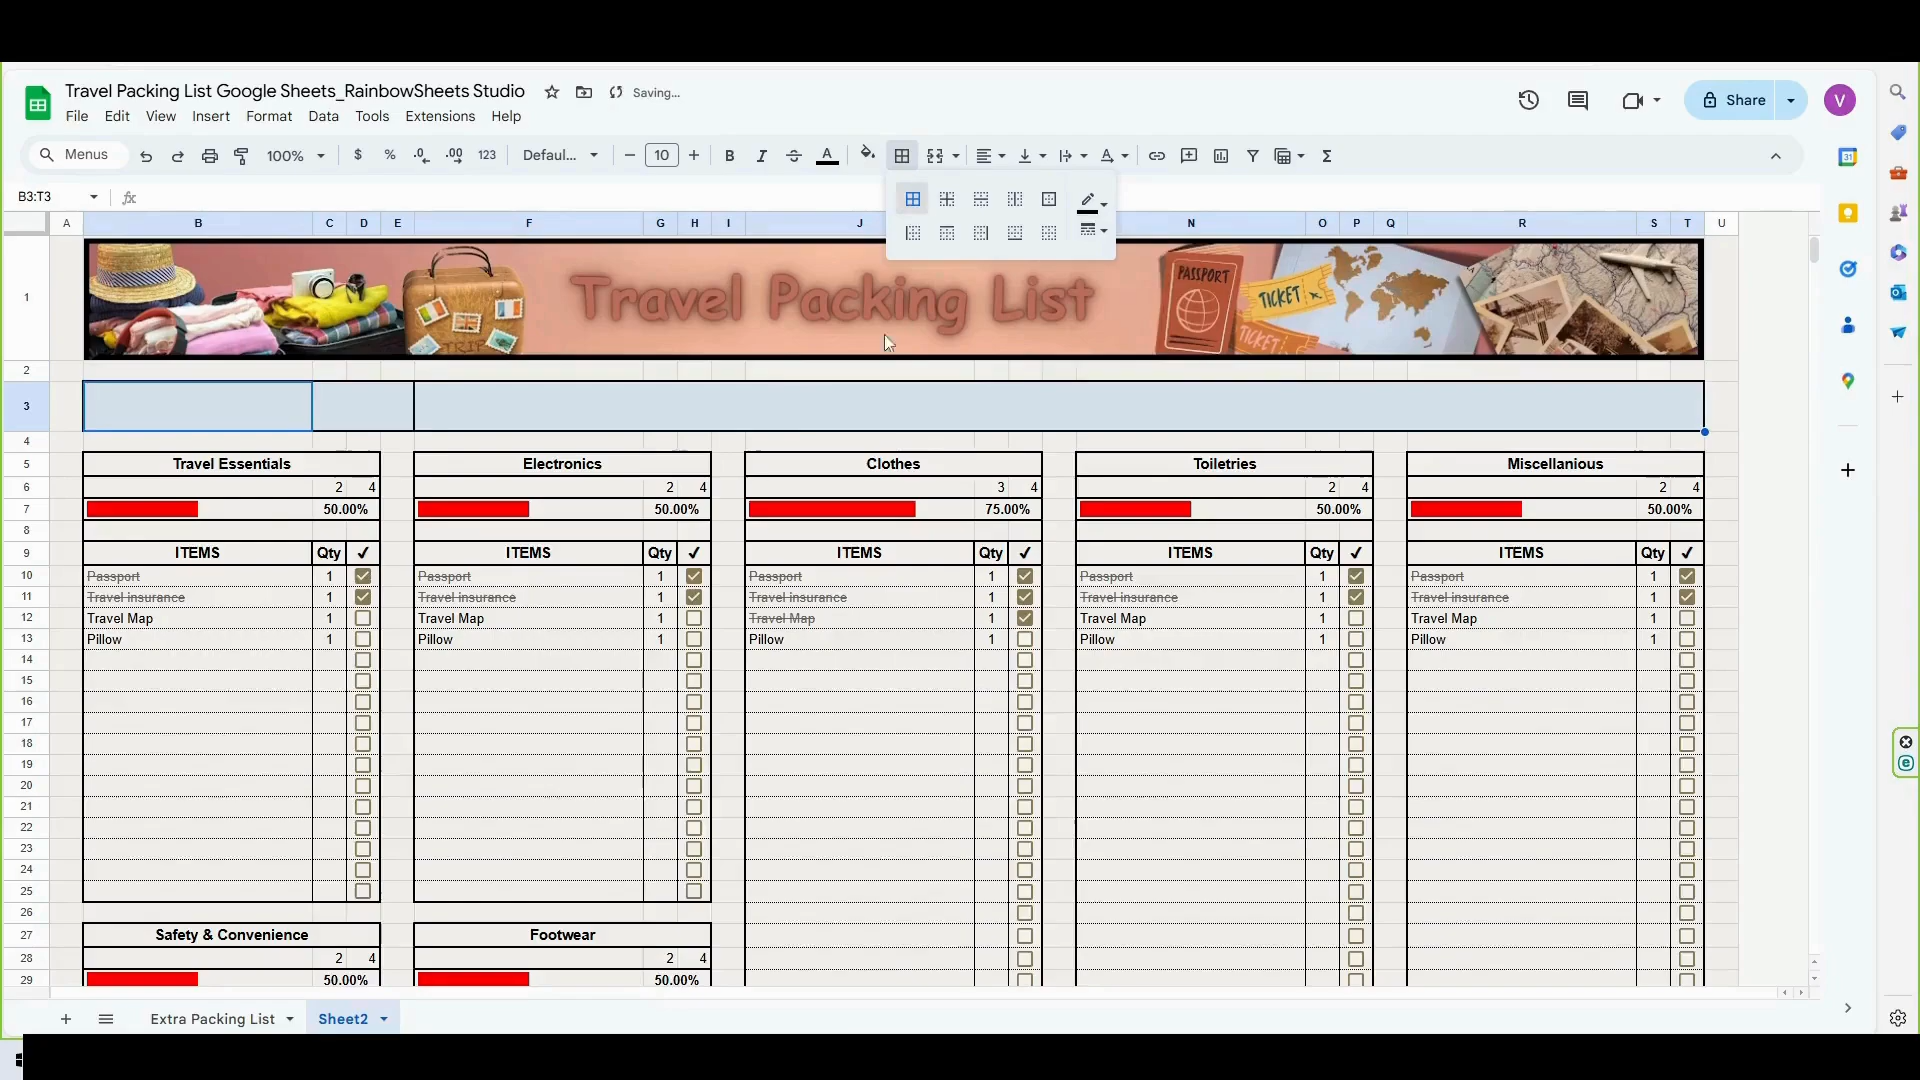 Travel Packing List Google Sheets_RainbowSheets Studio Saving...
File Edit View Insert Format Data Tools Extensions Help
Share V
Menus 100% $ % .0 .00 123 Defaul... 10 B I A Σ
B3:T3 fx
A B C D E F G H I J N O P Q R S T U
1 Travel Packing List PASSPORT TICKET TICKET TRIP
2
3
4
5 Travel Essentials Electronics Clothes Toiletries Miscellanious
6 2 4 2 4 3 4 2 4 2 4
7 50.00% 50.00% 75.00% 50.00% 50.00%
8
9 ITEMS Qty ✓ ITEMS Qty ✓ ITEMS Qty ✓ ITEMS Qty ✓ ITEMS Qty ✓
10 Passport 1 Passport 1 Passport 1 Passport 1 Passport 1
11 Travel insurance 1 Travel insurance 1 Travel insurance 1 Travel insurance 1 Travel insurance 1
12 Travel Map 1 Travel Map 1 Travel Map 1 Travel Map 1 Travel Map 1
13 Pillow 1 Pillow 1 Pillow 1 Pillow 1 Pillow 1
14
15
16
17
18
19
20
21
22
23
24
25
26
27 Safety & Convenience Footwear
28 2 4 2 4
29 50.00% 50.00%
Extra Packing List Sheet2